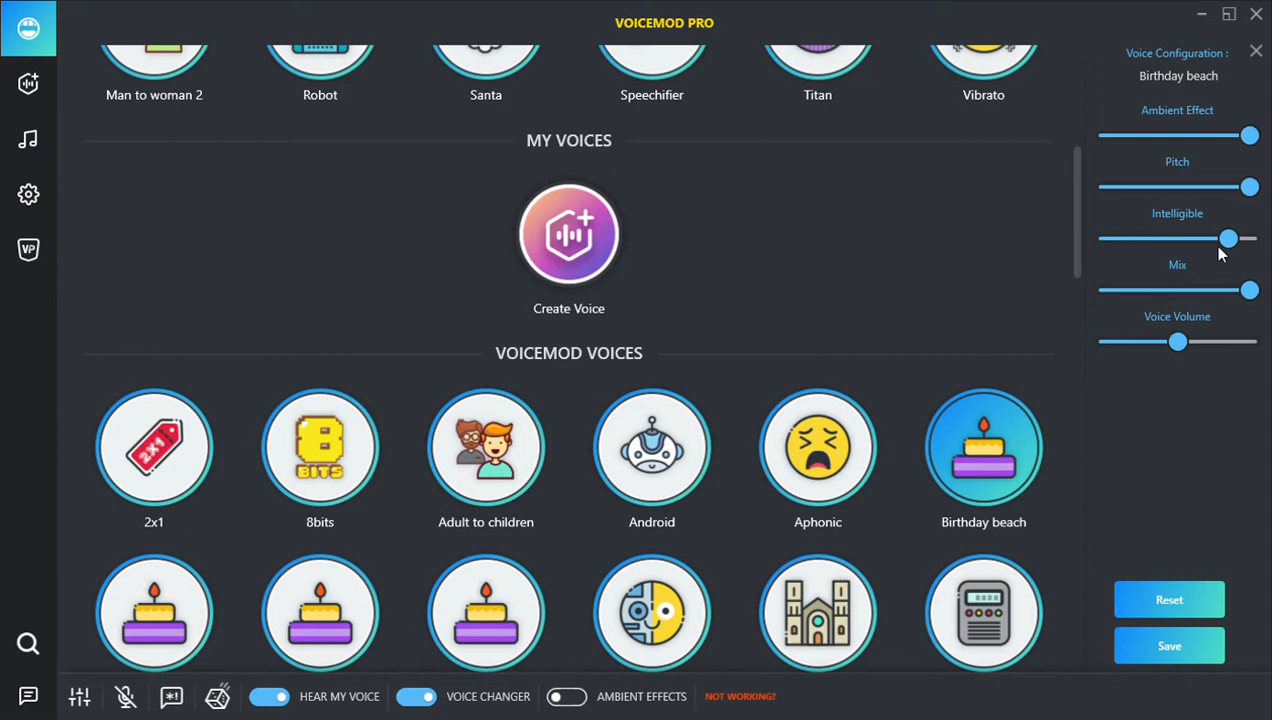 VOICEMOD PRO
Voice Configuration :
Birthday beach
Man to woman 2
Robot
Santa
Speechifier
Titan
Vibrato
Ambient Effect
Pitch
Intelligible
Mix
Voice Volume
MY VOICES
Create Voice
VOICEMOD VOICES
2X1
8
BITS
2x1
8bits
Adult to children
Android
Aphonic
Birthday beach
Reset
Save
VP
*!
HEAR MY VOICE
VOICE CHANGER
AMBIENT EFFECTS
NOT WORKING?